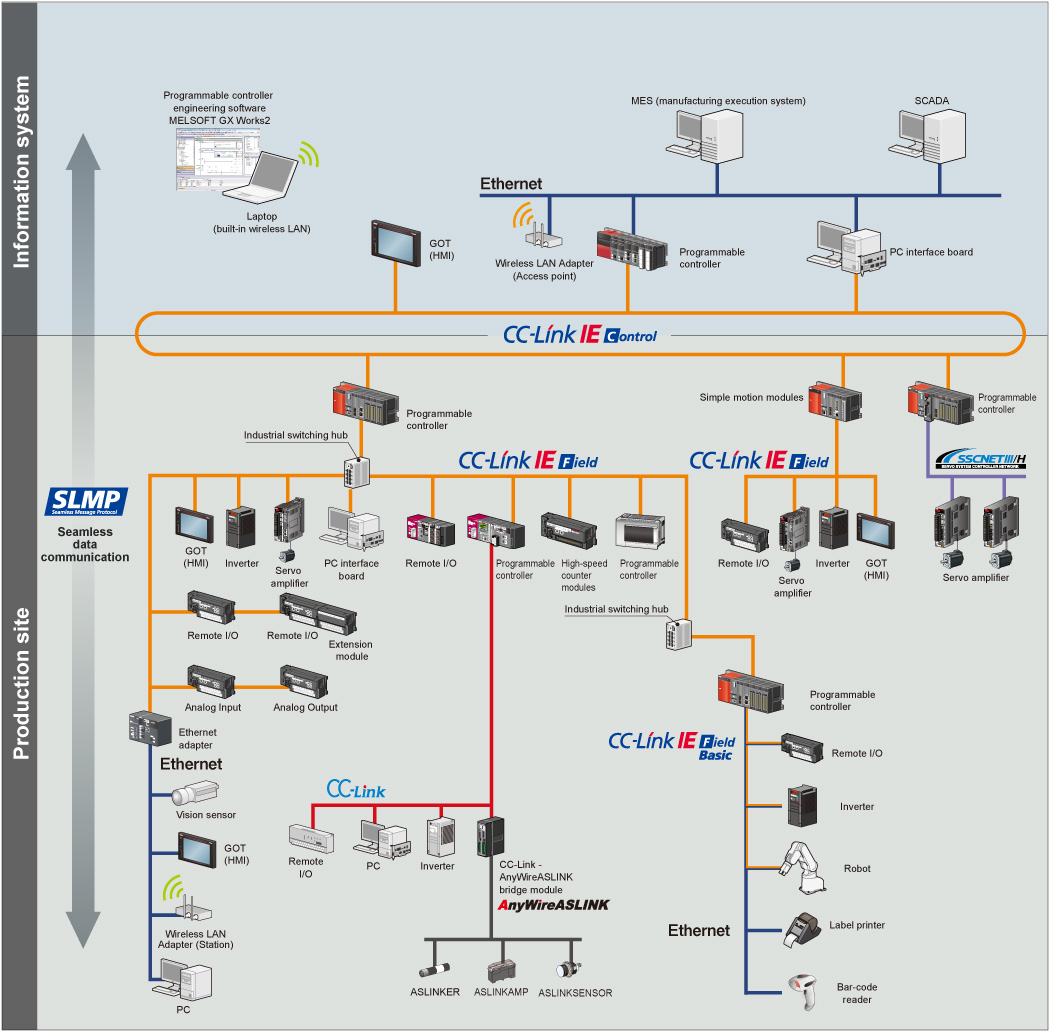 Information system
Programmable controller
engineering software
MELSOFT GX Works2
Laptop
(built-in wireless LAN)
MES (manufacturing execution system)
SCADA
Ethernet
GOT
(HMI)
Wireless LAN Adapter
(Access point)
Programmable
controller
PC interface board
CC-Link IE Control
Production site
SLMP
Seamless Message Protocol
Seamless
data
communication
Programmable
controller
Industrial switching hub
CC-Link IE Field
Simple motion modules
Programmable
controller
CC-Link IE Field
SSCNETIII/H
SERVO SYSTEM CONTROLLER NETWORK
GOT
(HMI)
Inverter
Servo
amplifier
PC interface
board
Remote I/O
Programmable
controller
High-speed
counter
modules
Programmable
controller
Remote I/O
Servo
amplifier
Inverter
GOT
(HMI)
Servo amplifier
Remote I/O
Remote I/O
Extension
module
Industrial switching hub
Analog Input
Analog Output
Programmable
controller
Ethernet
adapter
Ethernet
CC-Link IE Field
Basic
Remote I/O
Vision sensor
CC-Link
Inverter
GOT
(HMI)
Remote
I/O
PC
Inverter
CC-Link -
AnyWireASLINK
bridge module
AnyWireASLINK
Robot
Wireless LAN
Adapter (Station)
Ethernet
Label printer
PC
ASLINKER
ASLINKAMP
ASLINKSENSOR
Bar-code
reader